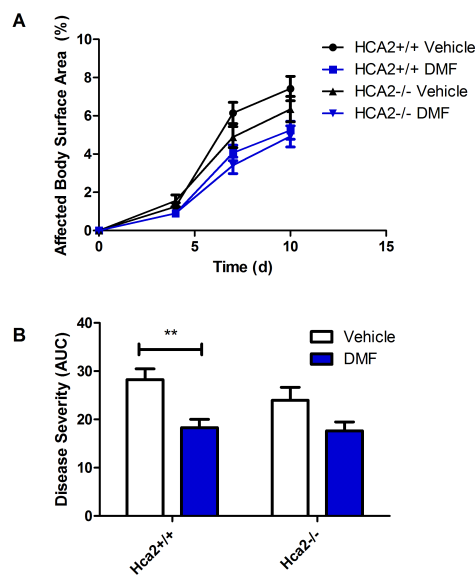 A
Affected Body Surface Area (%)
10
8
6
4
2
0
0
5
10
15
Time (d)
HCA2+/+ Vehicle
HCA2+/+ DMF
HCA2-/- Vehicle
HCA2-/- DMF
B
Disease Severity (AUC)
40
30
20
10
0
**
Vehicle
DMF
Hca2+/+
Hca2-/-